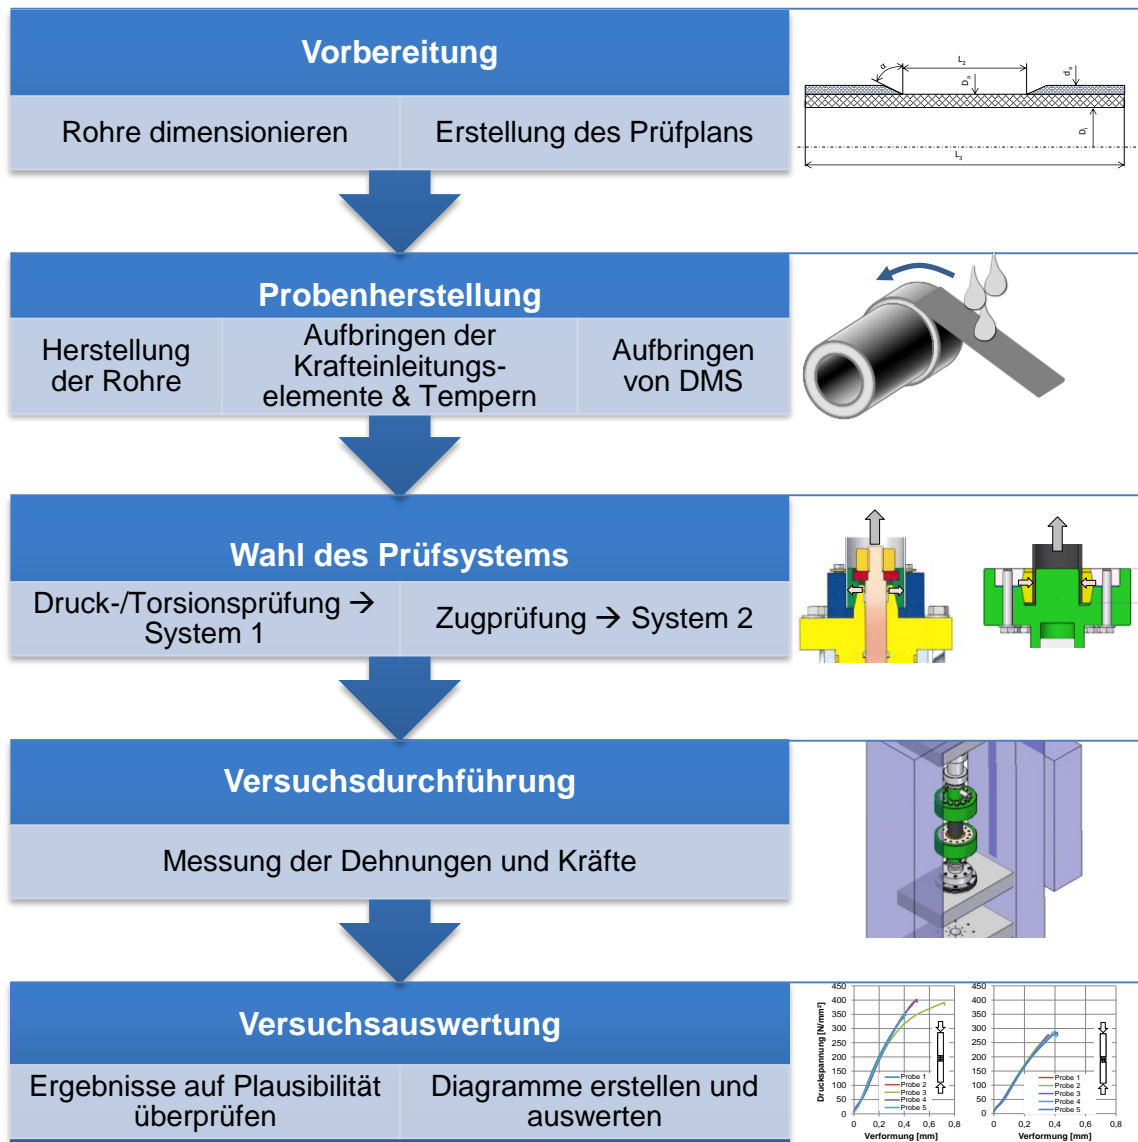 Vorbereitung
Rohre dimensionieren
Erstellung des Prüfplans
α
L2
Da
da
Di
L3
Probenherstellung
Herstellung
der Rohre
Aufbringen der
Krafteinleitungs-
elemente & Tempern
Aufbringen
von DMS
Wahl des Prüfsystems
Druck-/Torsionsprüfung →
System 1
Zugprüfung → System 2
Versuchsdurchführung
Messung der Dehnungen und Kräfte
Versuchsauswertung
Ergebnisse auf Plausibilität
überprüfen
Diagramme erstellen und
auswerten
Druckspannung [N/mm²]
450
400
350
300
250
200
150
100
50
0
0 0,2 0,4 0,6 0,8
Verformung [mm]
Probe 1
Probe 2
Probe 3
Probe 4
Probe 5
450
400
350
300
250
200
150
100
50
0
0 0,2 0,4 0,6 0,8
Verformung [mm]
Probe 1
Probe 2
Probe 3
Probe 4
Probe 5